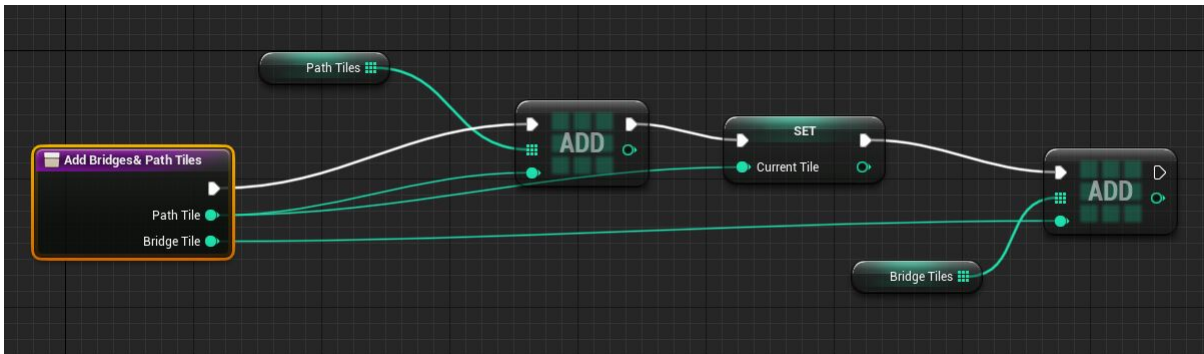 Path Tiles
ADD
SET
Add Bridges& Path Tiles
Current Tile
Path Tile
ADD
Bridge Tile
Bridge Tiles